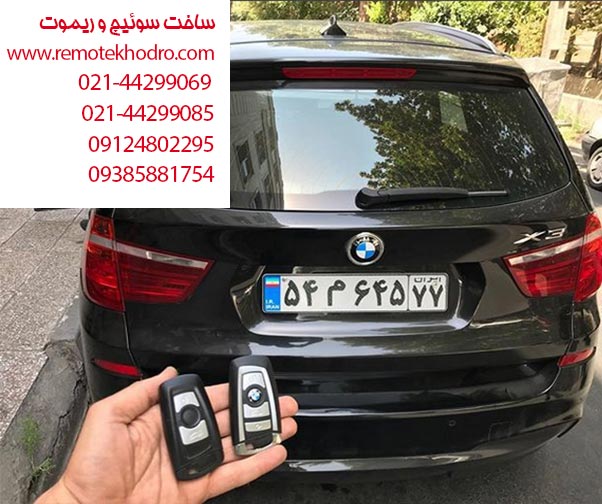 ساخت سوئیچ و ریموت
www.remotekhodro.com
021-44299069
021-44299085
09124802295
09385881754
X3
۵۴ م ۶۴۵
ایران
۷۷
I.R.
IRAN